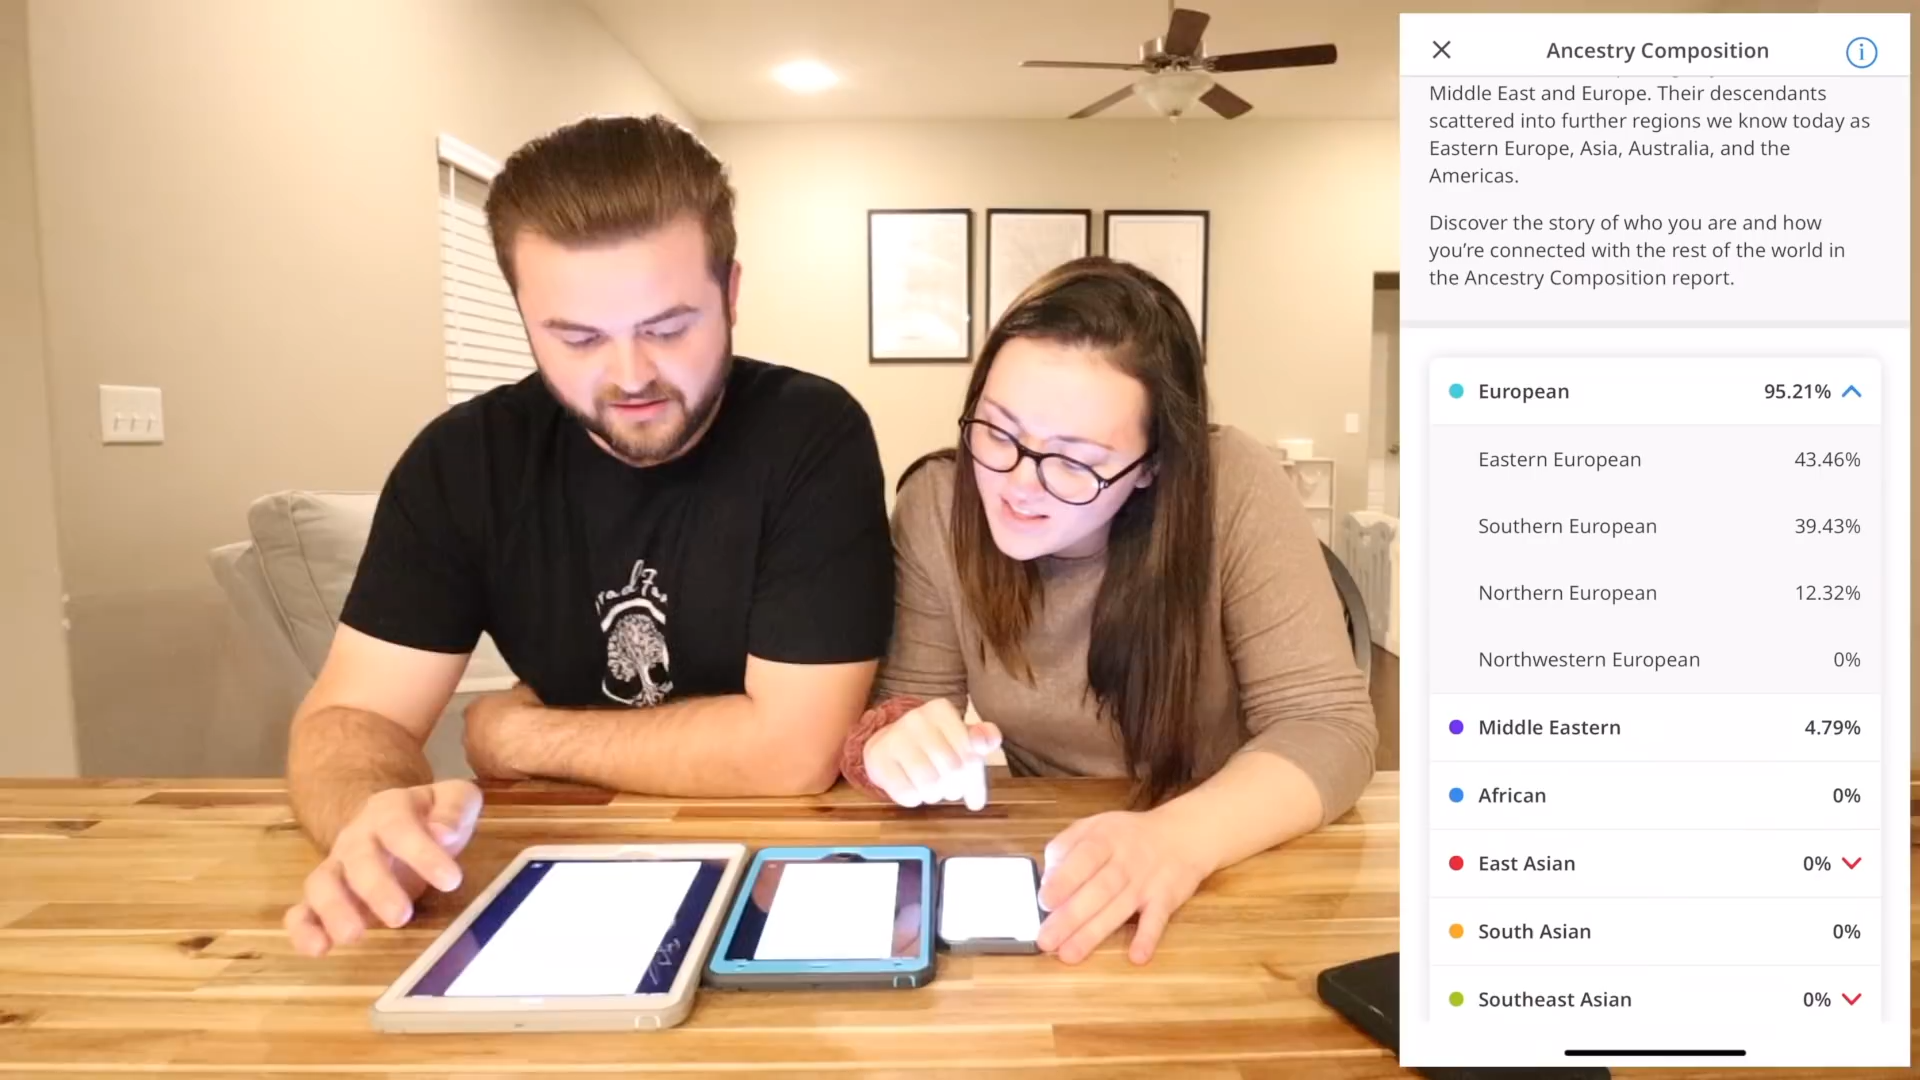 Ancestry Composition
Middle East and Europe. Their descendants
scattered into further regions we know today as
Eastern Europe, Asia, Australia, and the
Americas.
Discover the story of who you are and how
you’re connected with the rest of the world in
the Ancestry Composition report.
European 95.21%
Eastern European 43.46%
Southern European 39.43%
Northern European 12.32%
Northwestern European 0%
Middle Eastern 4.79%
African 0%
East Asian 0%
South Asian 0%
Southeast Asian 0%